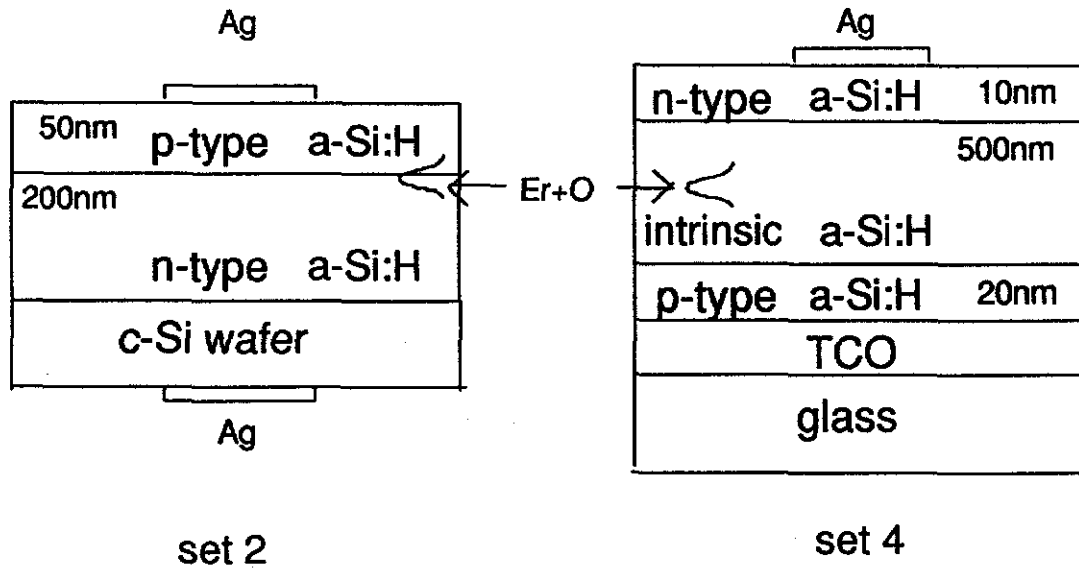 Ag
50nm
p-type a-Si:H
200nm
n-type a-Si:H
c-Si wafer
Ag
set 2
Er+O
Ag
n-type a-Si:H 10nm
500nm
intrinsic a-Si:H
p-type a-Si:H 20nm
TCO
glass
set 4